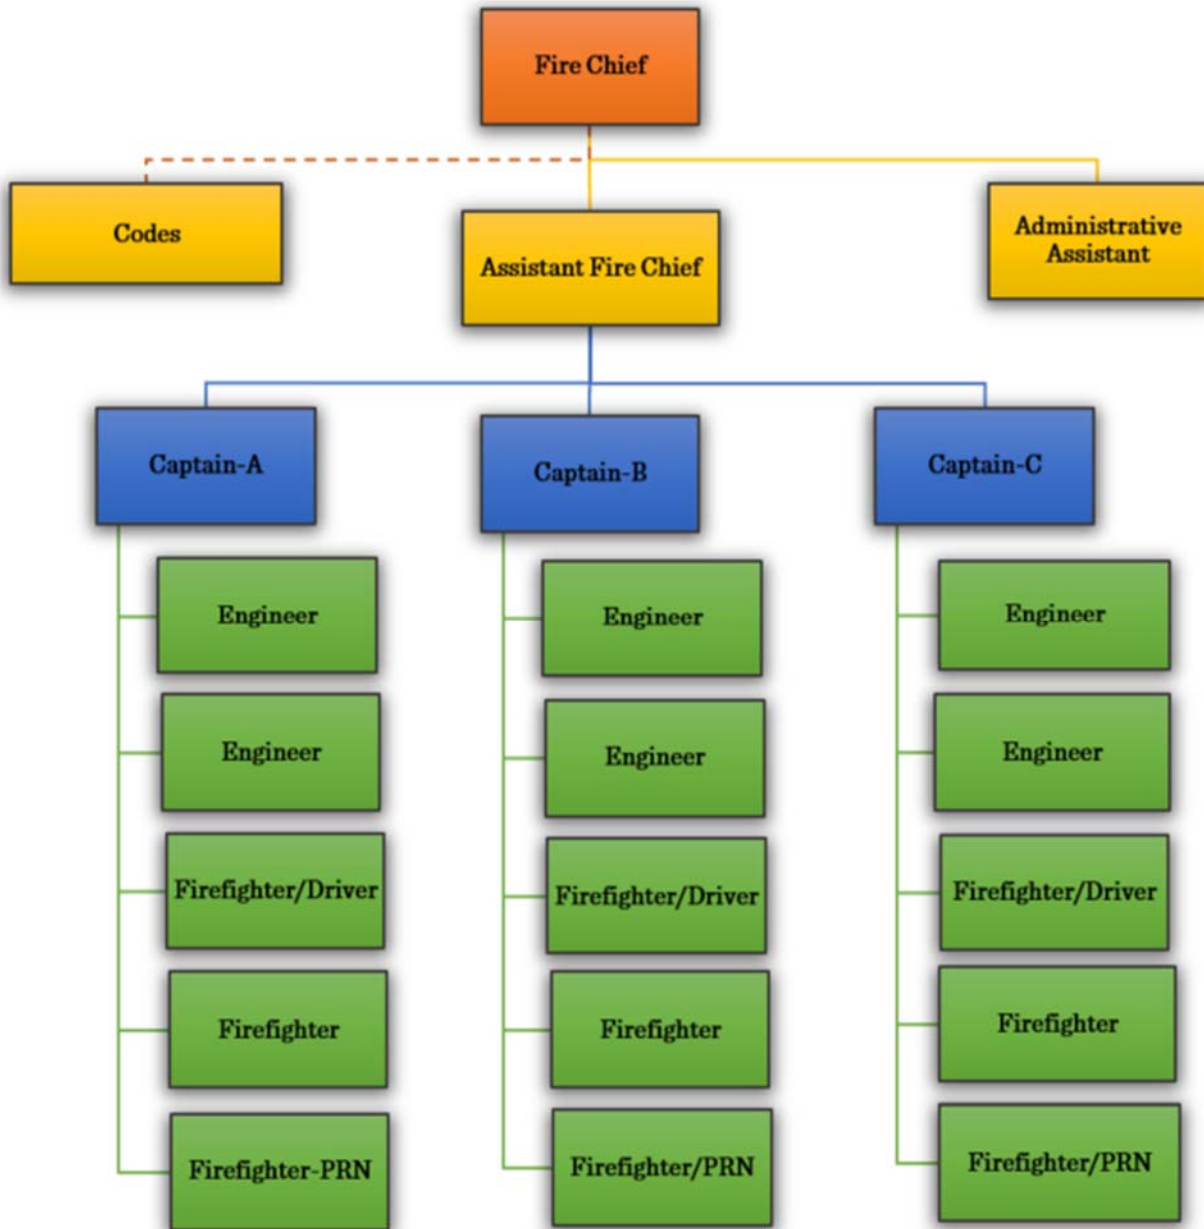 Fire Chief
Codes
Assistant Fire Chief
Administrative
Assistant
Captain-A
Captain-B
Captain-C
Engineer
Engineer
Firefighter/Driver
Firefighter
Firefighter-PRN
Engineer
Engineer
Firefighter/Driver
Firefighter
Firefighter/PRN
Engineer
Engineer
Firefighter/Driver
Firefighter
Firefighter/PRN